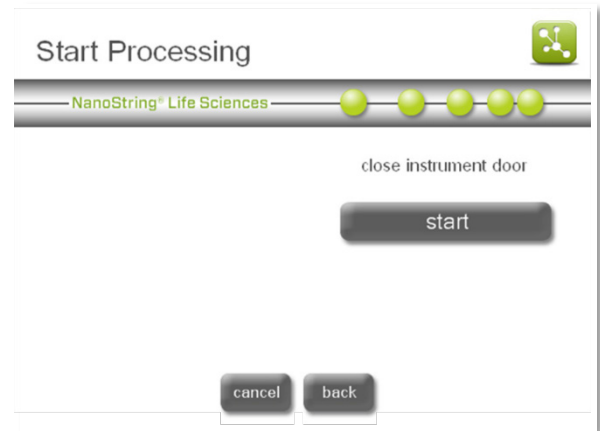 Start Processing
NanoString® Life Sciences
close instrument door
start
cancel
back